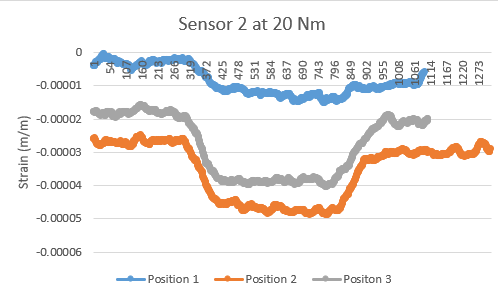 Sensor 2 at 20 Nm
0
-0.00001
-0.00002
-0.00003
-0.00004
-0.00005
-0.00006
Strain (m/m)
54 107 160 213 266 319 372 425 478 531 584 637 690 743 796 849 902 955 1008 1061 1114 1167 1220 1273
Position 1 Position 2 Positon 3